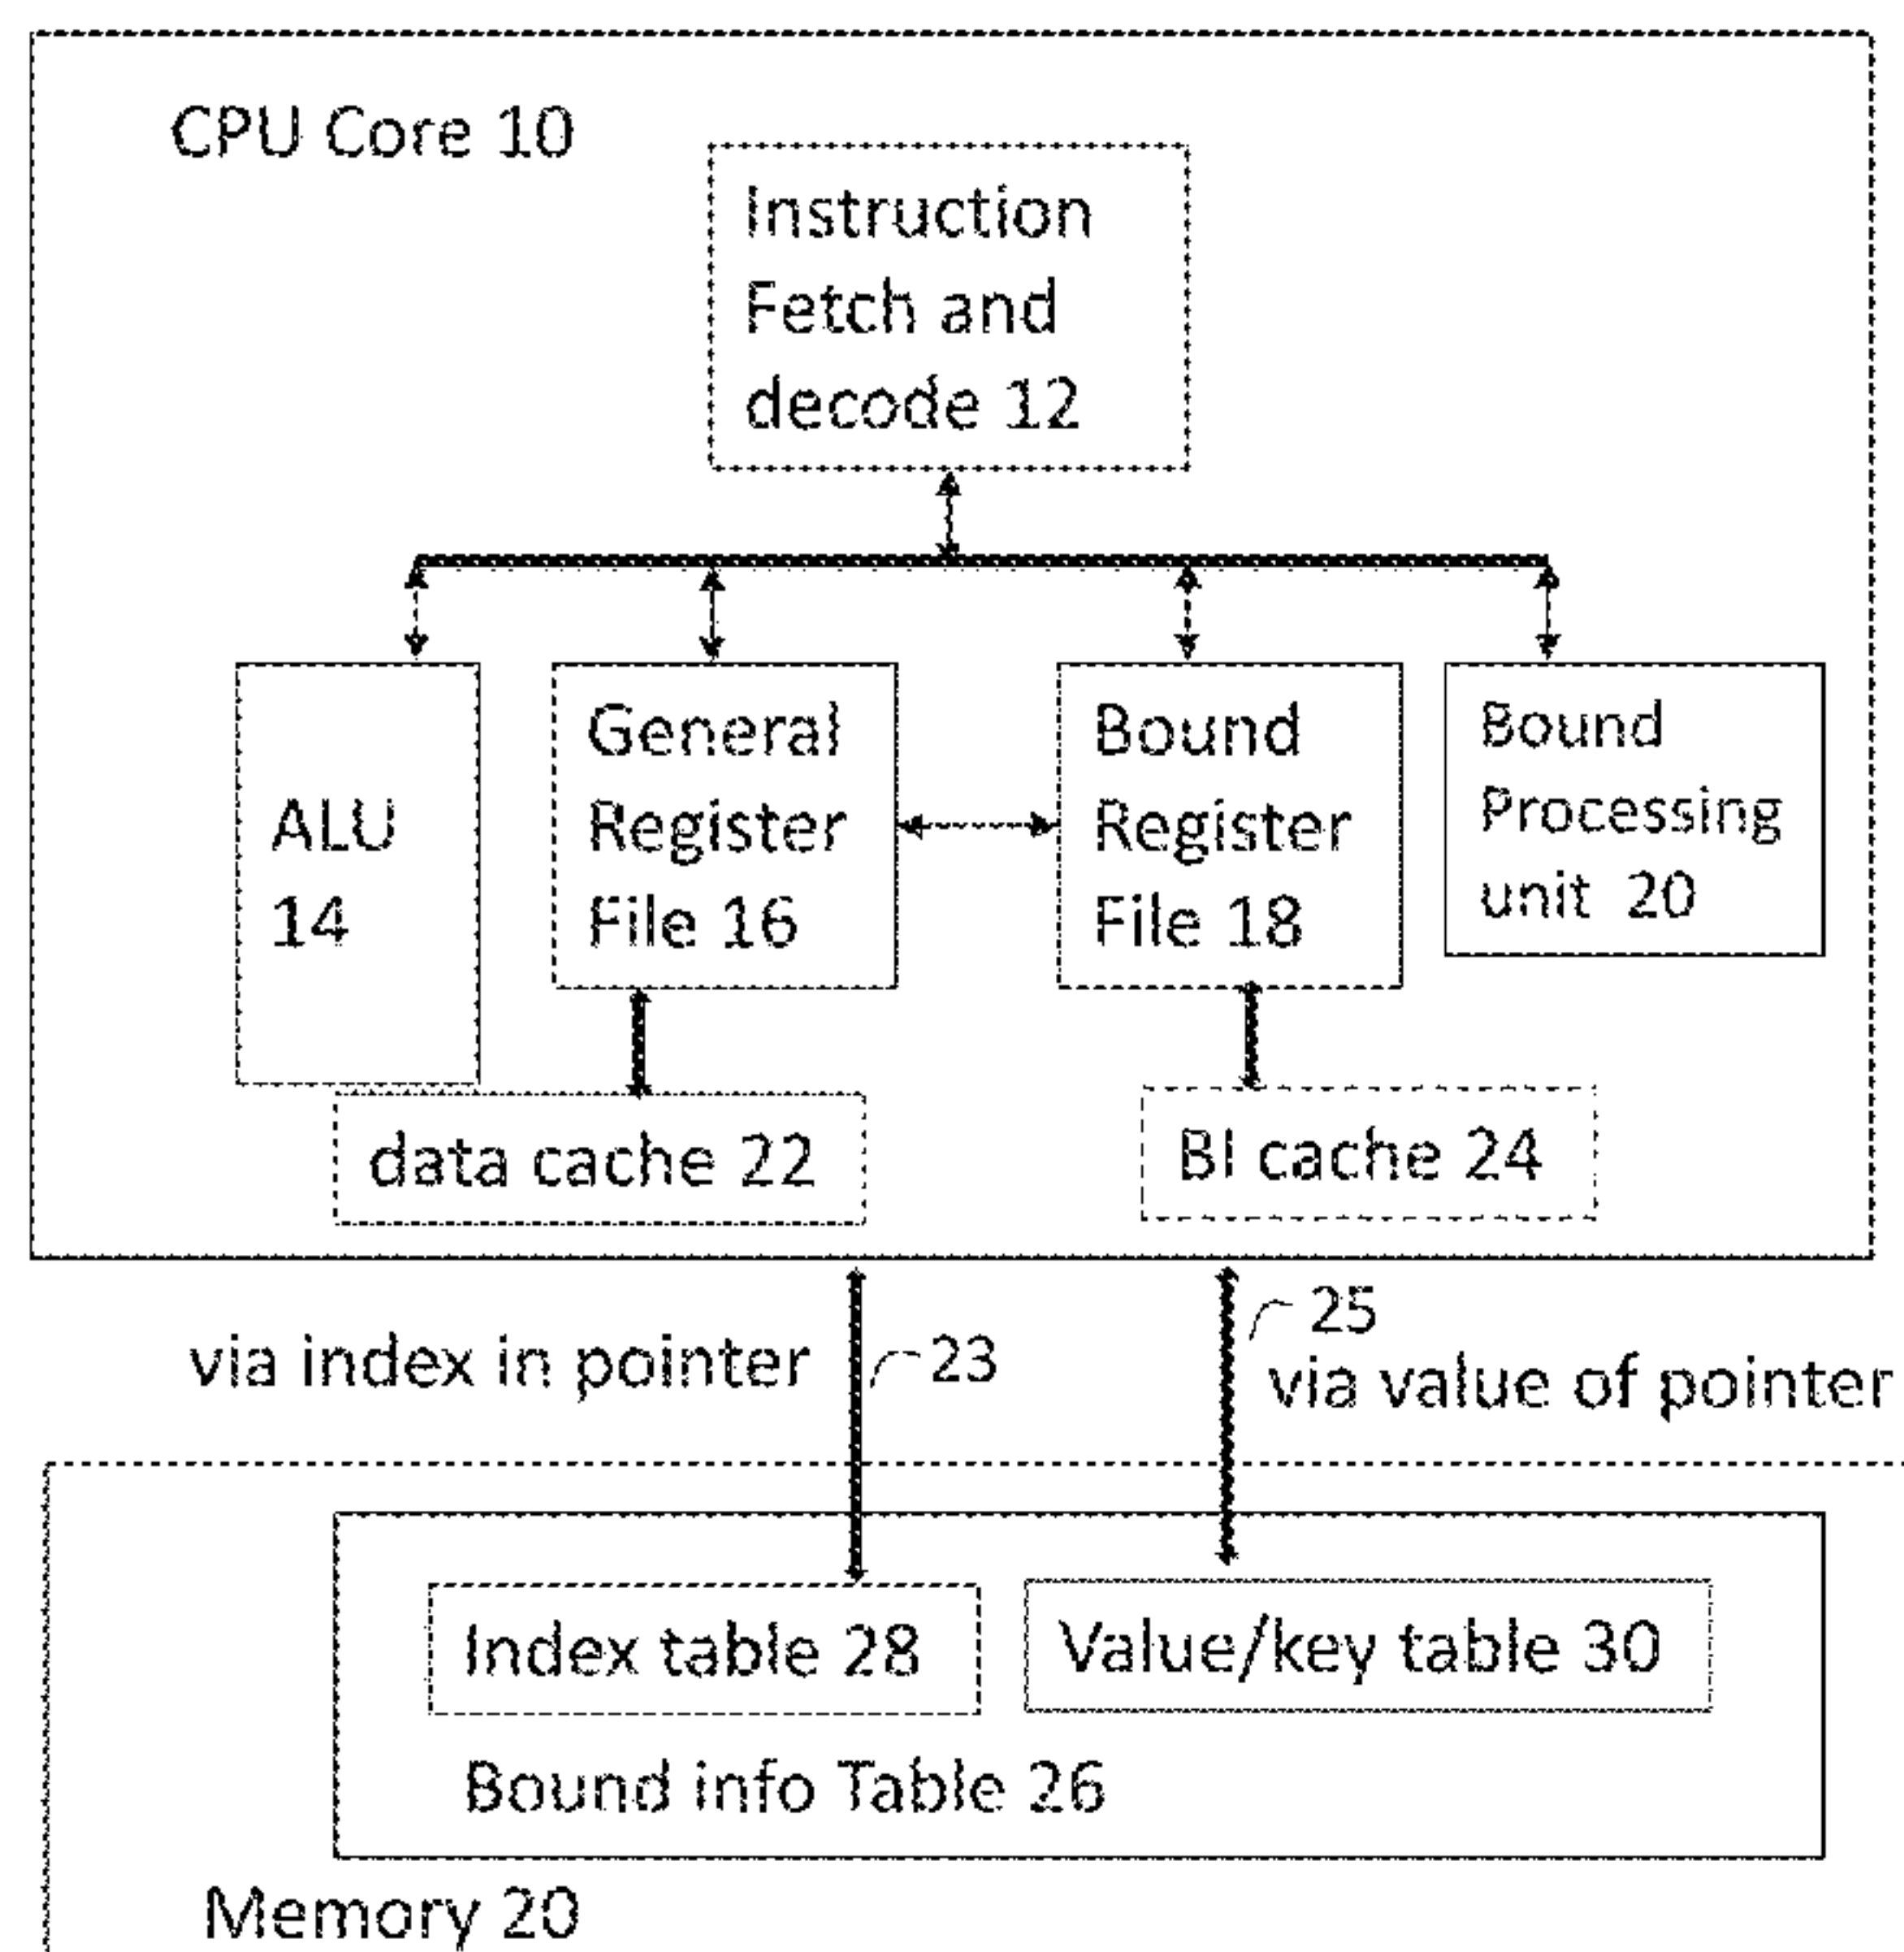 CPU Core 10
Instruction
Fetch and
decode 12
ALU
14
General
Register
File 16
Bound
Register
File 18
Bound
Processing
unit 20
data cache 22
BI cache 24
via index in pointer
23
25
via value of pointer
Index table 28
Value/key table 30
Bound info Table 26
Memory 20